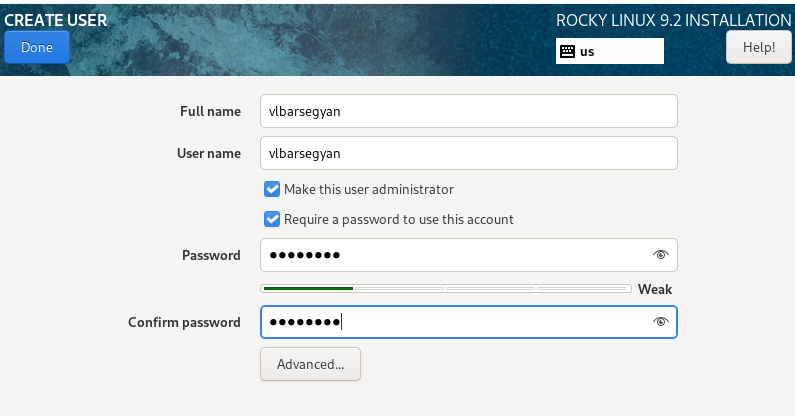 CREATE USER
ROCKY LINUX 9.2 INSTALLATION
Done
us
Help!
Full name
vlbarsegyan
User name
vlbarsegyan
Make this user administrator
Require a password to use this account
Password
●●●●●●●●
Weak
Confirm password
●●●●●●●●
Advanced...